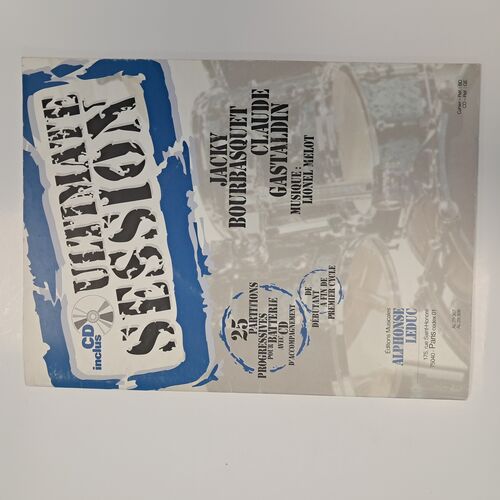 CD
inclus
ULTIMATE
SESSION
JACKY
BOURBASQUET
CLAUDE
GASTALDIN
MUSIQUE :
LIONEL MELOT
25
PARTITIONS
PROGRESSIVES
POUR BATTERIE
AVEC CD
D'ACCOMPAGNEMENT
DE
DÉBUTANT
À FIN DE
PREMIER CYCLE
Éditions Musicales
ALPHONSE
LEDUC
175, rue Saint-Honoré
75040 - Paris cedex 01